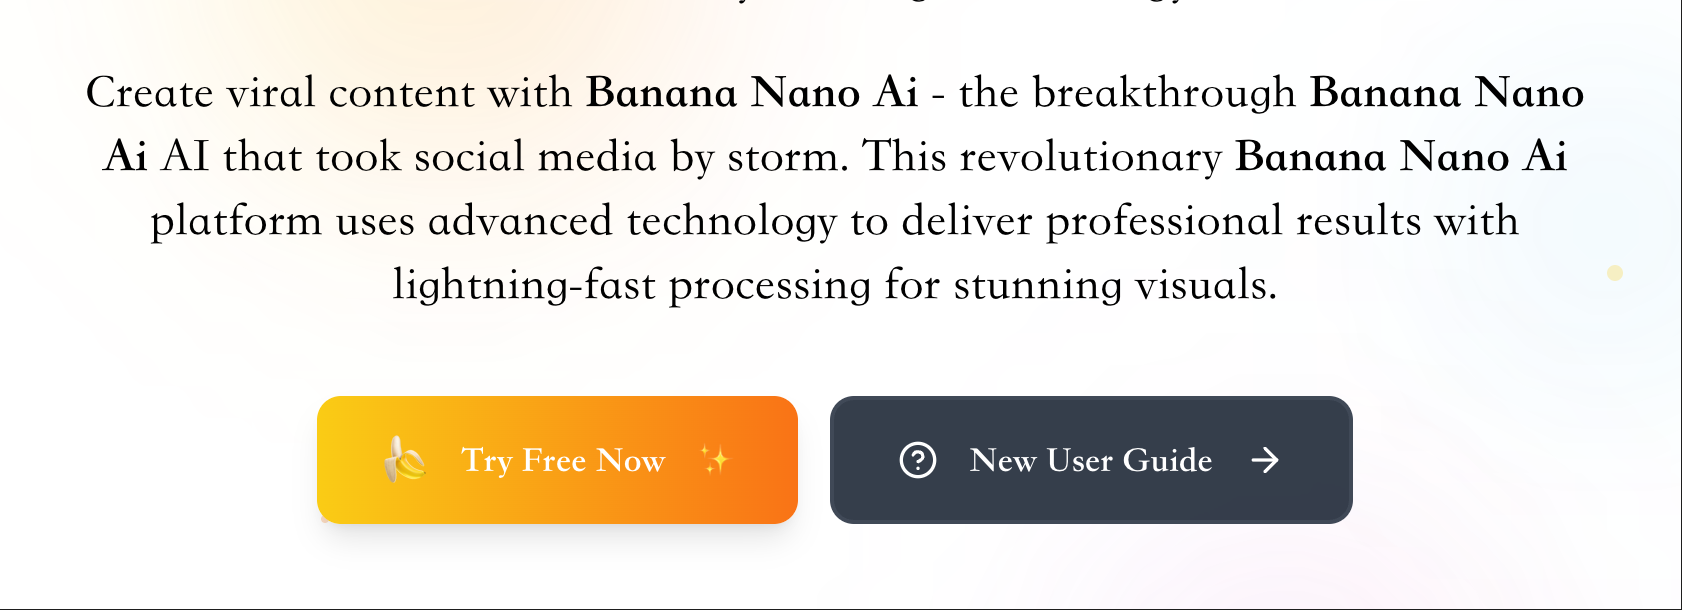 Create viral content with Banana Nano Ai - the breakthrough Banana Nano
Ai AI that took social media by storm. This revolutionary Banana Nano Ai
platform uses advanced technology to deliver professional results with
lightning-fast processing for stunning visuals.
Try Free Now
New User Guide